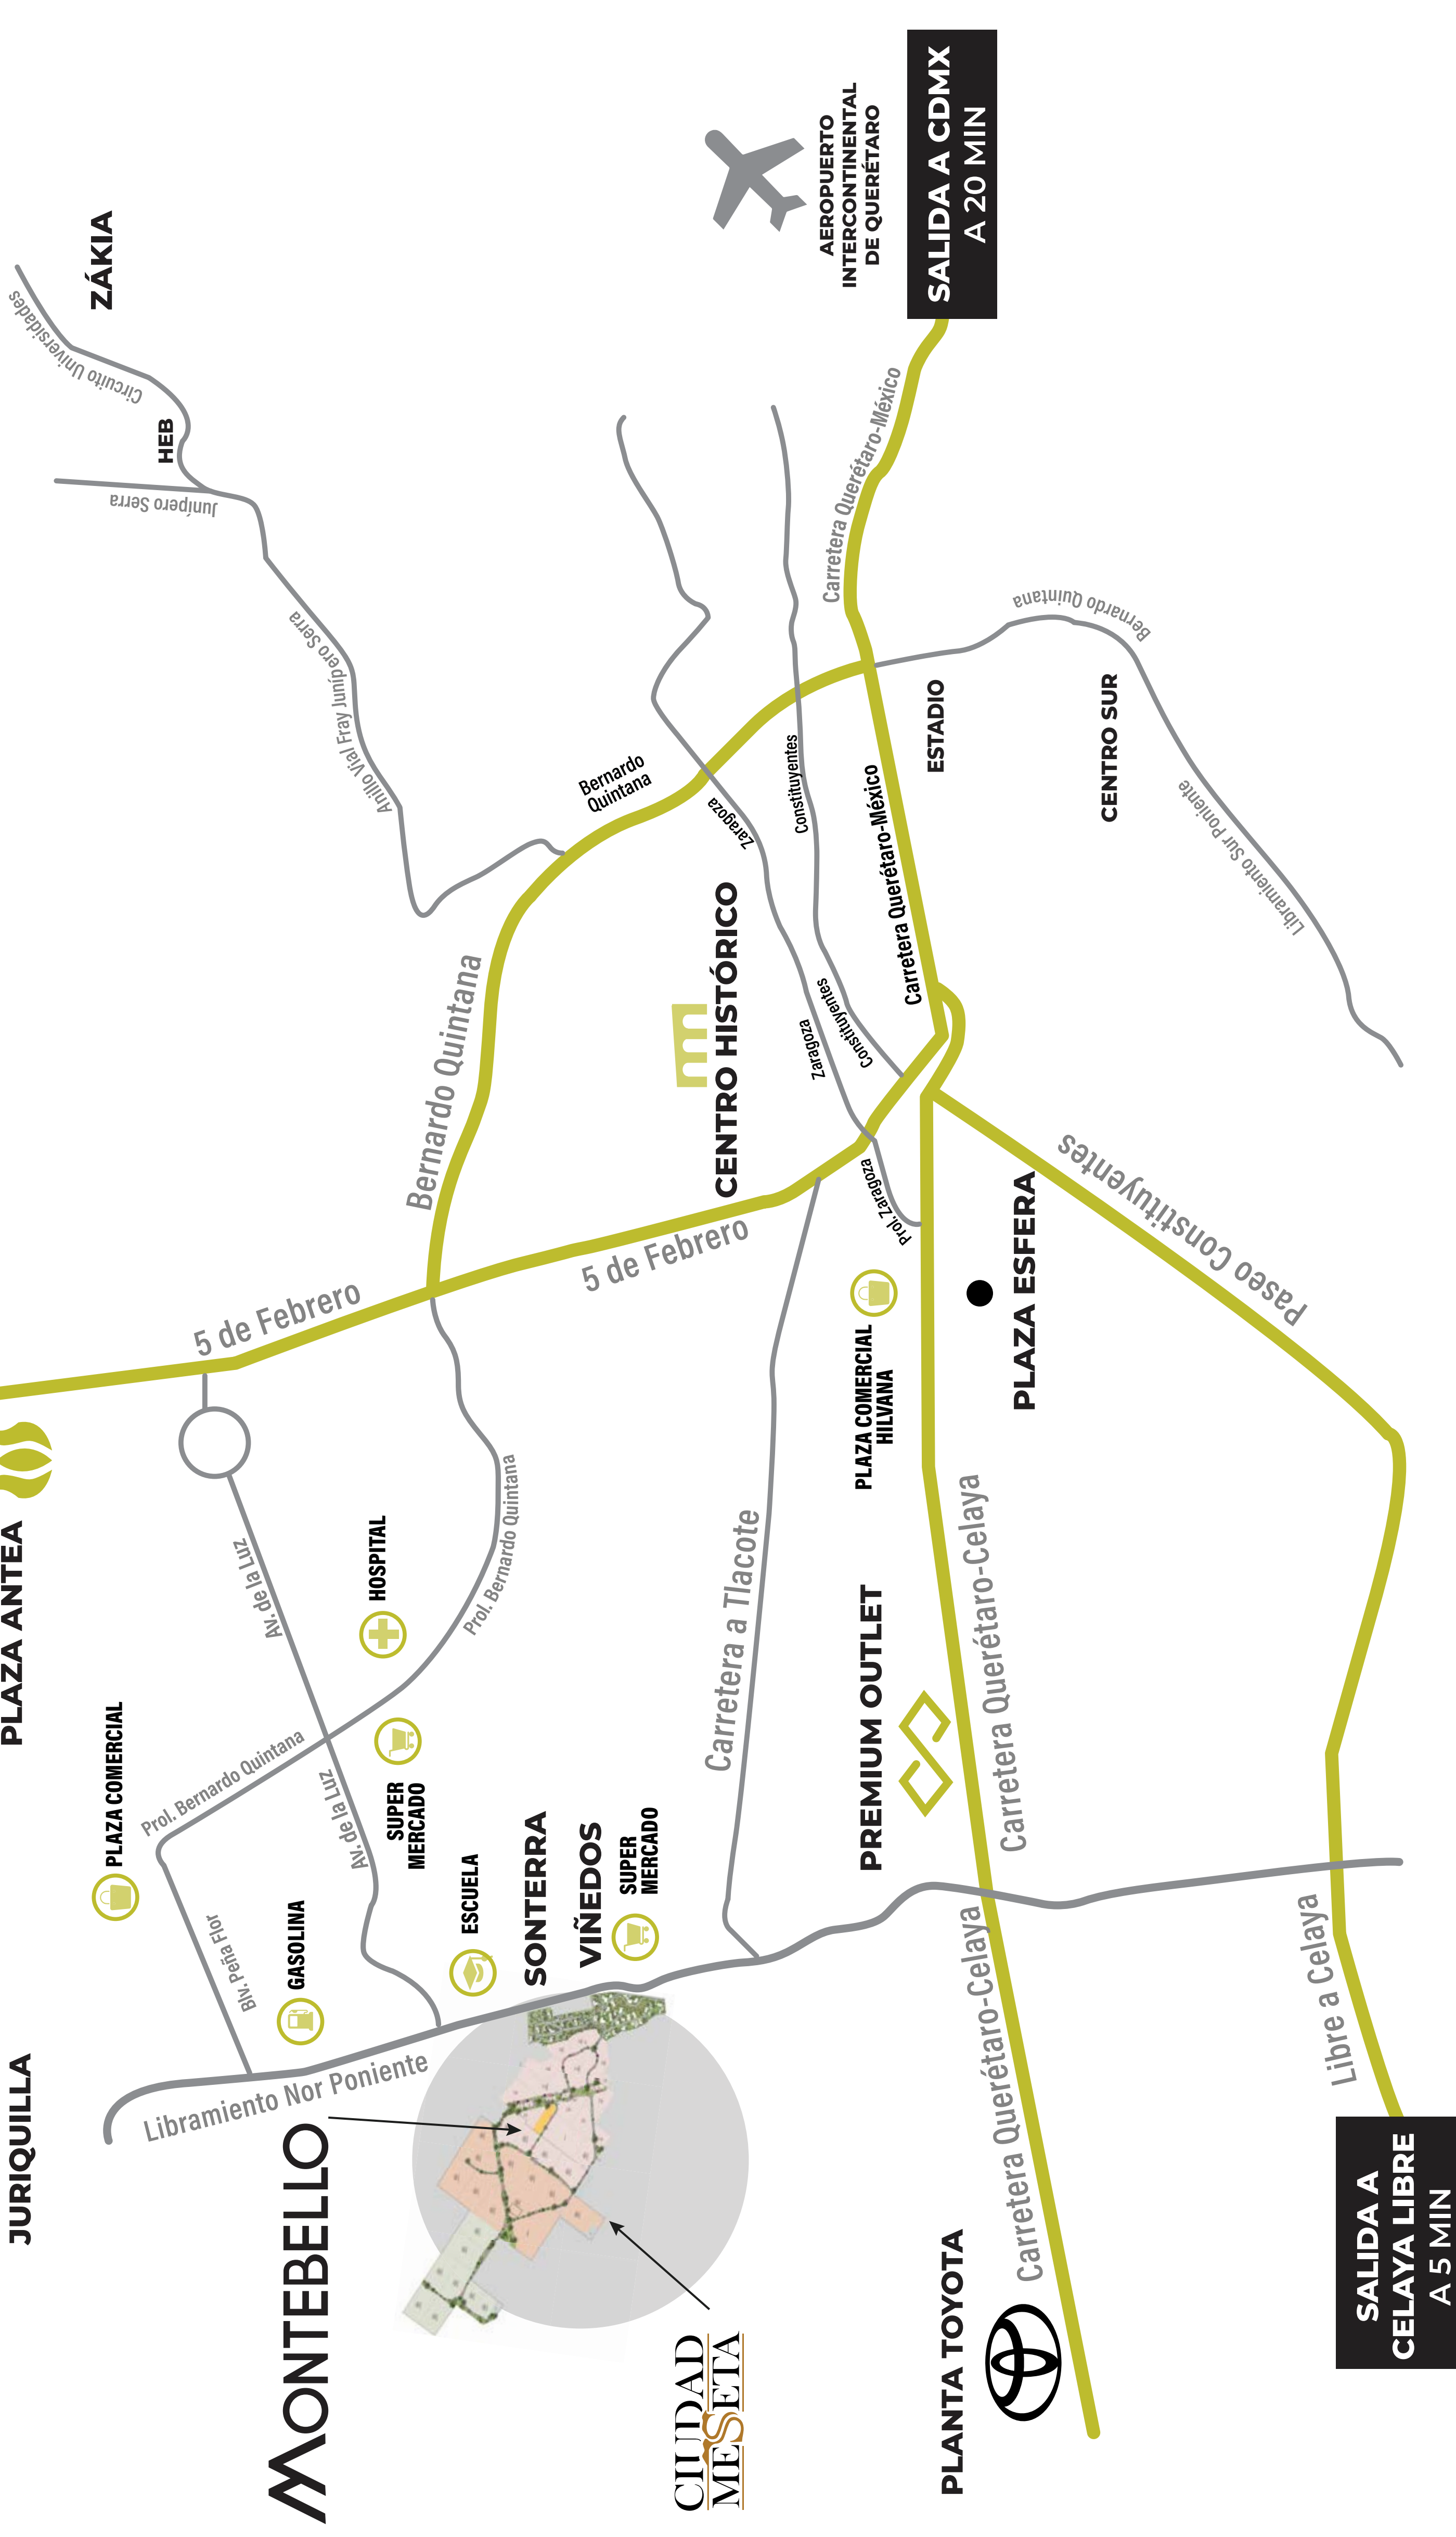 JURIQUILLA
PLAZA ANTEA
ZÁKIA
Circuito Universidades
HEB
Junípero Serra
Anillo Vial Fray Junípero Serra
PLAZA COMERCIAL
Prol. Bernardo Quintana
Blv. Peña Flor
GASOLINA
Libramiento Nor Poniente
MONTEBELLO
Av. de la Luz
Av. de la Luz
HOSPITAL
SUPER
MERCADO
Prol. Bernardo Quintana
ESCUELA
SONTERRA
VIÑEDOS
SUPER
MERCADO
5 de Febrero
5 de Febrero
Bernardo Quintana
Bernardo
Quintana
m
CENTRO HISTÓRICO
Zaragoza
Zaragoza
Prol. Zaragoza
Constituyentes
Constituyentes
AEROPUERTO
INTERCONTINENTAL
DE QUERÉTARO
SALIDA A CDMX
A 20 MIN
Carretera Querétaro-México
Carretera Querétaro-México
ESTADIO
Bernardo Quintana
CENTRO SUR
Libramiento Sur Poniente
CIUDAD
MESETA
Carretera a Tlacote
PREMIUM OUTLET
PLAZA COMERCIAL
HILVANA
PLAZA ESFERA
Paseo Constituyentes
Carretera Querétaro-Celaya
Carretera Querétaro-Celaya
Carretera Querétaro-Celaya
PLANTA TOYOTA
Libre a Celaya
SALIDA A
CELAYA LIBRE
A 5 MIN